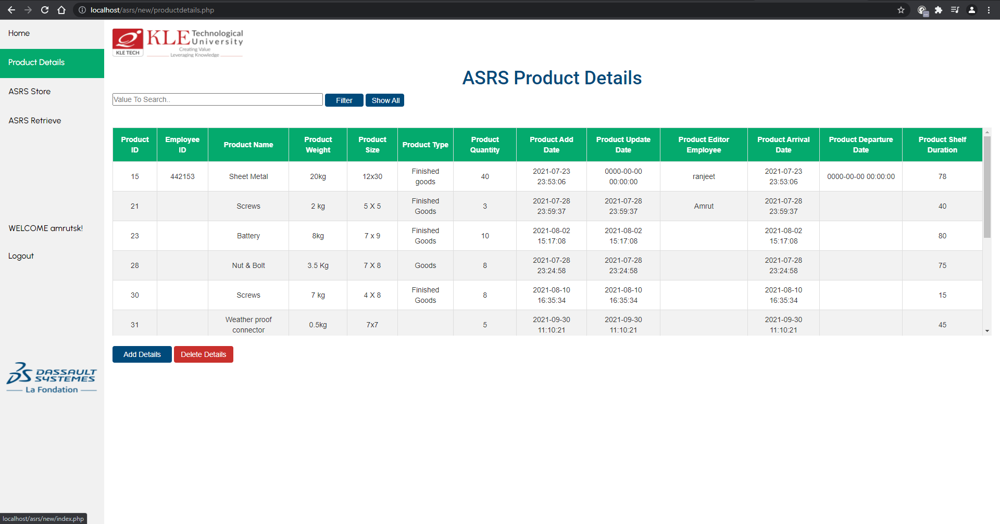 localhost/asrs/new/productdetails.php
Home
Product Details
ASRS Store
ASRS Retrieve
WELCOME amrutsk!
Logout
DASSAULT
SYSTEMES
La Fondation
KLE TECH
KLE Technological
University
Creating Value
Leveraging Knowledge
ASRS Product Details
Value To Search..
Filter
Show All
Product ID Employee ID Product Name Product Weight Product Size Product Type Product Quantity Product Add Date Product Update Date Product Editor Employee Product Arrival Date Product Departure Date Product Shelf Duration
15 442153 Sheet Metal 20kg 12x30 Finished goods 40 2021-07-23 23:53:06 0000-00-00 00:00:00 ranjeet 2021-07-23 23:53:06 0000-00-00 00:00:00 78
21 Screws 2 kg 5 X 5 Finished Goods 3 2021-07-28 23:59:37 2021-07-28 23:59:37 Amrut 2021-07-28 23:59:37 40
23 Battery 8kg 7 x 9 Finished Goods 10 2021-08-02 15:17:08 2021-08-02 15:17:08 2021-08-02 15:17:08 80
28 Nut & Bolt 3.5 Kg 7 X 8 Goods 8 2021-07-28 23:24:58 2021-07-28 23:24:58 2021-07-28 23:24:58 75
30 Screws 7 kg 4 X 8 Finished Goods 8 2021-08-10 16:35:34 2021-08-10 16:35:34 2021-08-10 16:35:34 15
31 Weather proof connector 0.5kg 7x7 5 2021-09-30 11:10:21 2021-09-30 11:10:21 2021-09-30 11:10:21 45
Add Details
Delete Details
localhost/asrs/new/index.php